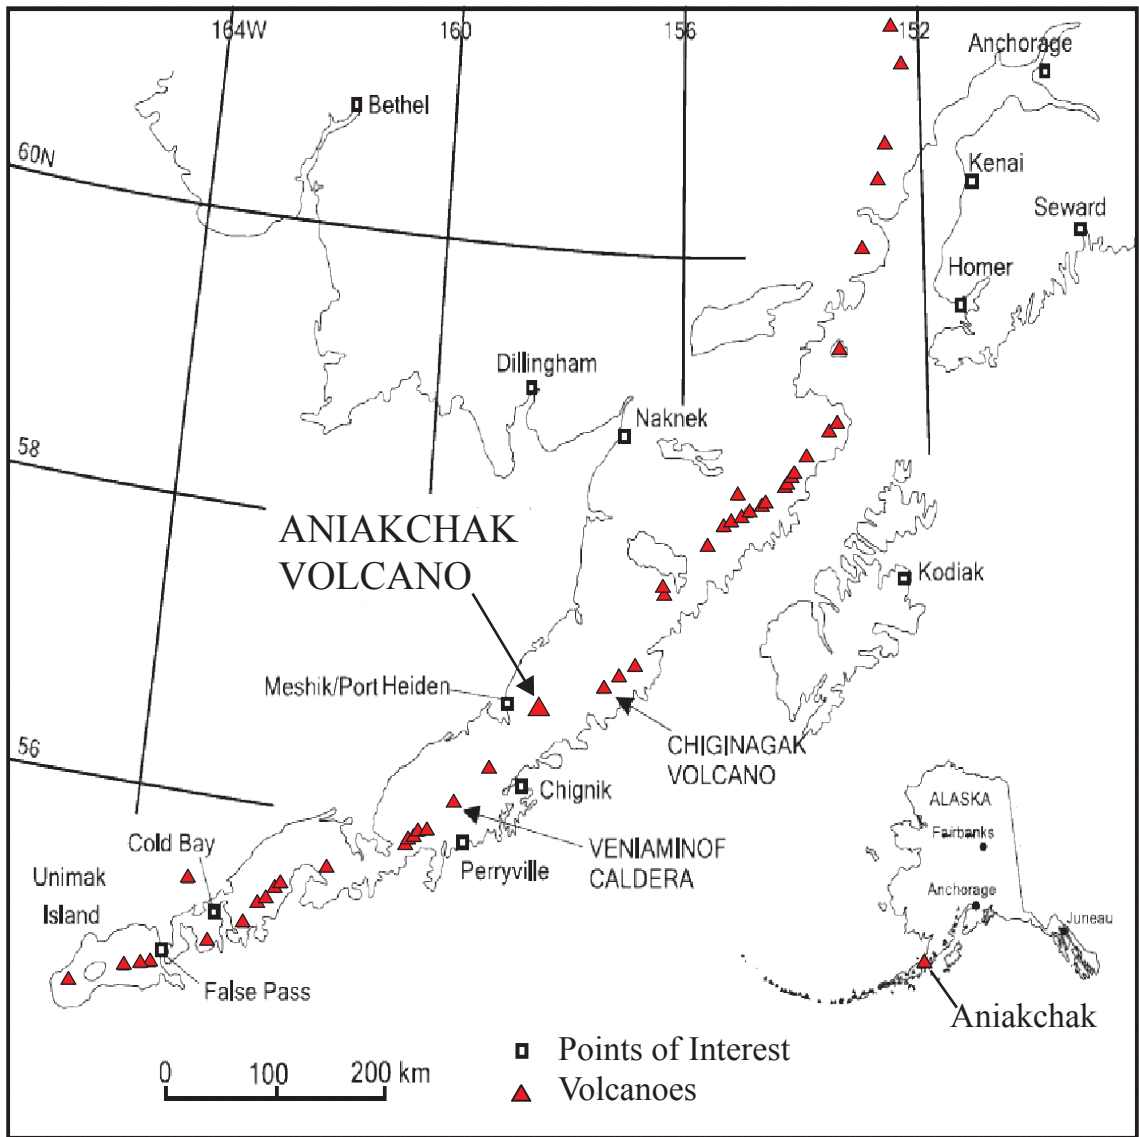 164W
160
156
152
Anchorage
Bethel
60N
Kenai
Seward
Homer
Dillingham
Naknek
58
ANIAKCHAK
VOLCANO
Kodiak
Meshik/Port Heiden
CHIGINAGAK
VOLCANO
56
Chignik
ALASKA
Fairbanks
Cold Bay
VENIAMINOF
CALDERA
Perryville
Unimak
Island
Anchorage
Juneau
False Pass
Aniakchak
Points of Interest
Volcanoes
0
100
200 km